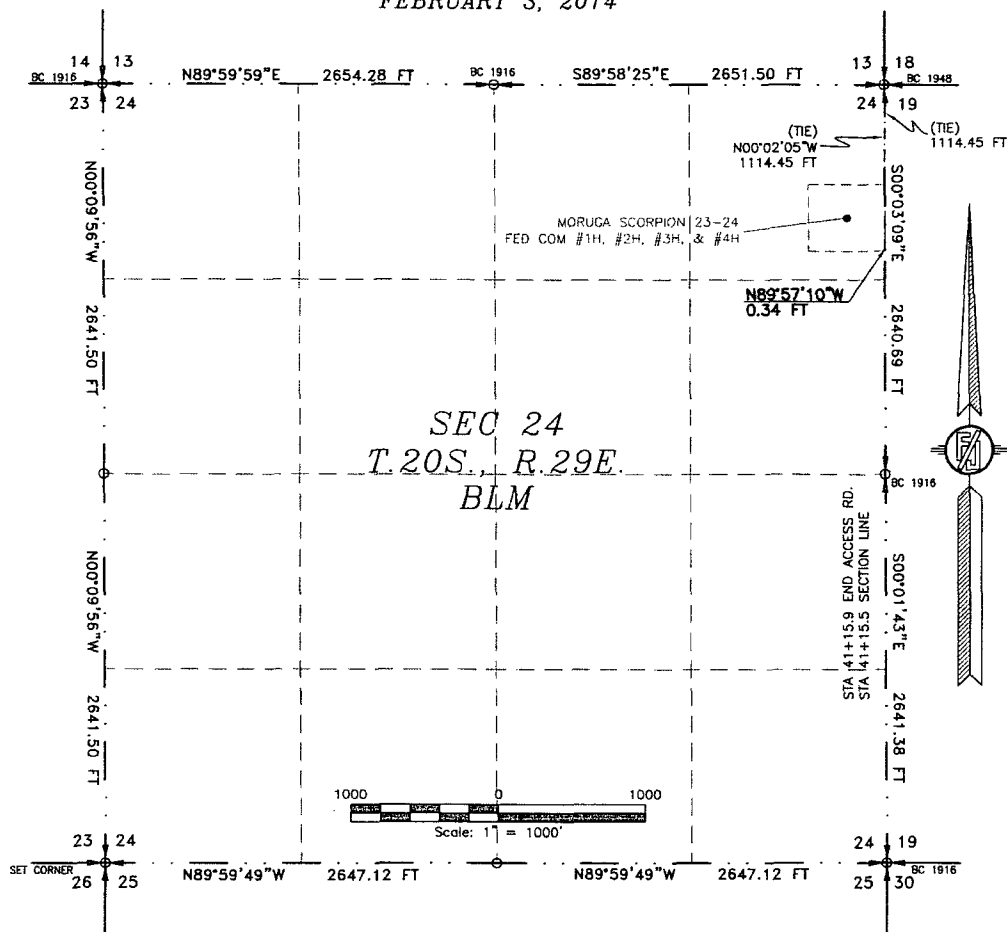 FEBRUARY 3, 2014
14 13
13 18
BC 1916
N89°59'59"E 2654.28 FT
BC 1916
S89°58'25"E 2651.50 FT
BC 1948
23 24
24 19
(TIE)
N00°02'05"W
1114.45 FT
(TIE)
1114.45 FT
N00°09'56"W 2641.50 FT
S00°03'09"E 2640.69 FT
MORUGA SCORPION 23-24
FED COM #1H, #2H, #3H, & #4H
N89°57'10"W
0.34 FT
SEC 24
T.20S., R.29E.
BLM
BC 1916
N00°09'56"W 2641.50 FT
STA 41+15.9 END ACCESS RD.
STA 41+15.5 SECTION LINE
S00°01'43"E 2641.38 FT
1000 0 1000
Scale: 1" = 1000'
23 24
24 19
SET CORNER
BC 1916
26 25
N89°59'49"W 2647.12 FT
N89°59'49"W 2647.12 FT
25 30